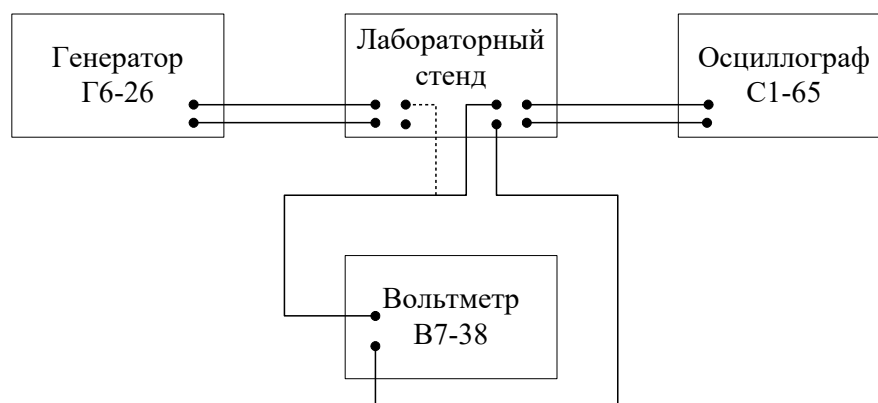 Генератор
Г6-26
Лабораторный
стенд
Осциллограф
С1-65
Вольтметр
В7-38